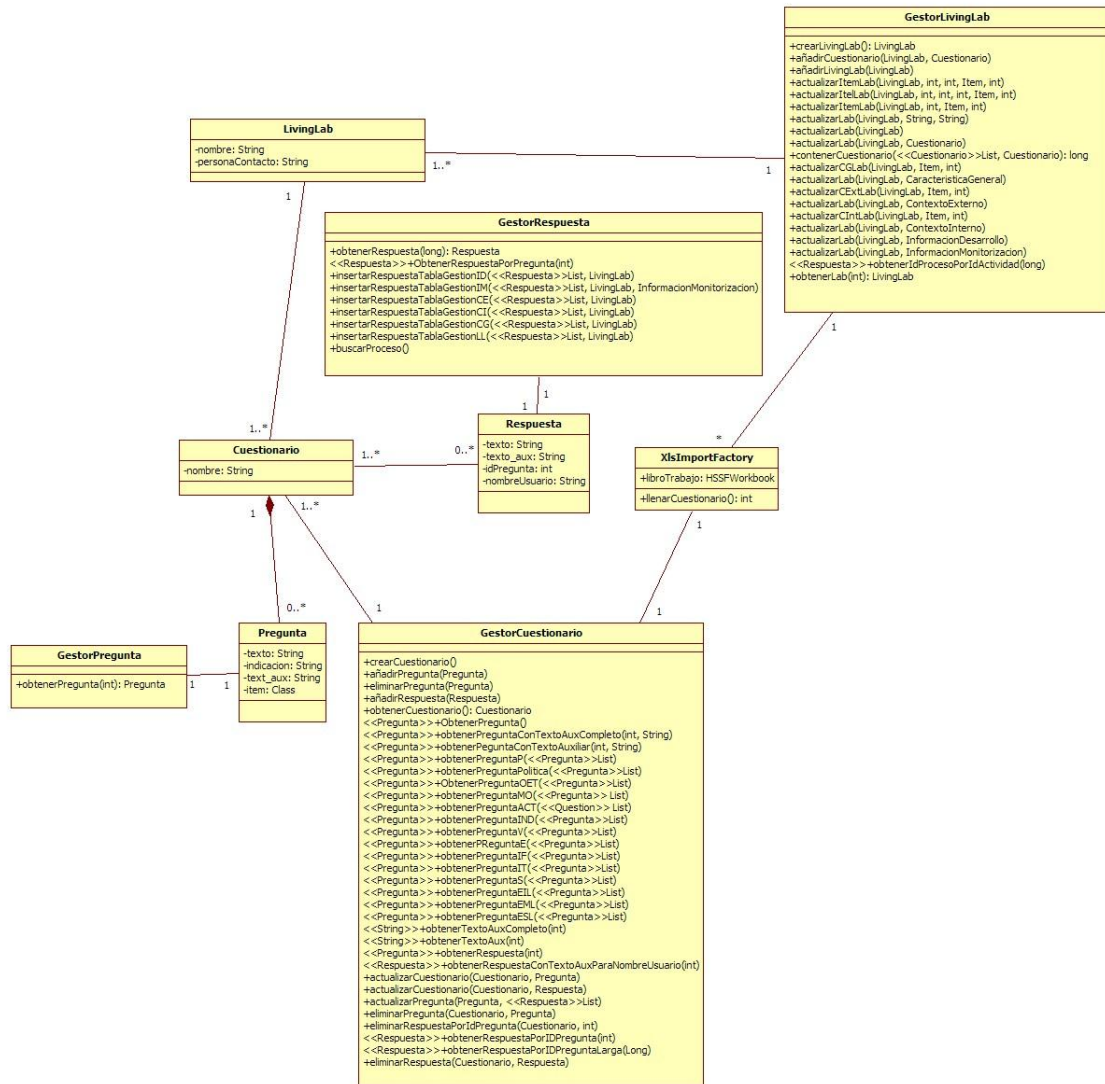 GestorLivingLab
+crearLivingLab(): LivingLab
+añadirCuestionario(LivingLab, Cuestionario)
+añadirLivingLab(LivingLab)
+actualizarItemLab(LivingLab, int, int, Item, int)
+actualizarItelLab(LivingLab, int, int, int, Item, int)
+actualizarItemLab(LivingLab, int, Item, int)
+actualizarLab(LivingLab, String, String)
+actualizarLab(LivingLab)
+actualizarLab(LivingLab, Cuestionario)
+contenerCuestionario(<<Cuestionario>>List, Cuestionario): long
+actualizarCGLab(LivingLab, Item, int)
+actualizarLab(LivingLab, CaracteristicaGeneral)
+actualizarCExtLab(LivingLab, Item, int)
+actualizarLab(LivingLab, ContextoExterno)
+actualizarCIntLab(LivingLab, Item, int)
+actualizarLab(LivingLab, ContextoInterno)
+actualizarLab(LivingLab, InformacionDesarrollo)
+actualizarLab(LivingLab, InformacionMonitorizacion)
<<Respuesta>>+obtenerIdProcesoPorIdActividad(long)
+obtenerLab(int): LivingLab
LivingLab
-nombre: String
-personaContacto: String
1..*
1
1
GestorRespuesta
+obtenerRespuesta(long): Respuesta
<<Respuesta>>+ObtenerRespuestaPorPregunta(int)
+insertarRespuestaTablaGestionID(<<Respuesta>>List, LivingLab)
+insertarRespuestaTablaGestionIM(<<Respuesta>>List, LivingLab, InformacionMonitorizacion)
+insertarRespuestaTablaGestionCE(<<Respuesta>>List, LivingLab)
+insertarRespuestaTablaGestionCI(<<Respuesta>>List, LivingLab)
+insertarRespuestaTablaGestionCG(<<Respuesta>>List, LivingLab)
+insertarRespuestaTablaGestionLL(<<Respuesta>>List, LivingLab)
+buscarProceso()
1
1
1
1..*
*
Cuestionario
-nombre: String
1..*
0..*
Respuesta
-texto: String
-texto_aux: String
-idPregunta: int
-nombreUsuario: String
XlsImportFactory
+libroTrabajo: HSSFWorkbook
+llenarCuestionario(): int
1
1..*
1
0..*
1
1
GestorPregunta
+obtenerPregunta(int): Pregunta
1
1
Pregunta
-texto: String
-indicacion: String
-text_aux: String
-item: Class
GestorCuestionario
+crearCuestionario()
+añadirPregunta(Pregunta)
+eliminarPregunta(Pregunta)
+añadirRespuesta(Respuesta)
+obtenerCuestionario(): Cuestionario
<<Pregunta>>+ObtenerPregunta()
<<Pregunta>>+obtenerPreguntaConTextoAuxCompleto(int, String)
<<Pregunta>>+obtenerPeguntaConTextoAuxiliar(int, String)
<<Pregunta>>+obtenerPreguntaP(<<Pregunta>>List)
<<Pregunta>>+obtenerPreguntaPolitica(<<Pregunta>>List)
<<Pregunta>>+ObtenerPreguntaOET(<<Pregunta>>List)
<<Pregunta>>+obtenerPreguntaMO(<<Pregunta>> List)
<<Pregunta>>+obtenerPreguntaACT(<<Question>> List)
<<Pregunta>>+obtenerPreguntaIND(<<Pregunta>>List)
<<Pregunta>>+obtenerPreguntaV(<<Pregunta>>List)
<<Pregunta>>+obtenerPReguntaE(<<Pregunta>>List)
<<Pregunta>>+obtenerPreguntaIF(<<Pregunta>>List)
<<Pregunta>>+obtenerPreguntaIT(<<Pregunta>>List)
<<Pregunta>>+obtenerPreguntaS(<<Pregunta>>List)
<<Pregunta>>+obtenerPreguntaEIL(<<Pregunta>>List)
<<Pregunta>>+obtenerPreguntaEML(<<Pregunta>>List)
<<Pregunta>>+obtenerPreguntaESL(<<Pregunta>>List)
<<String>>+obtenerTextoAuxCompleto(int)
<<String>>+obtenerTextoAux(int)
<<Pregunta>>+obtenerRespuesta(int)
<<Respuesta>>+obtenerRespuestaConTextoAuxParaNombreUsuario(int)
+actualizarCuestionario(Cuestionario, Pregunta)
+actualizarCuestionario(Cuestionario, Respuesta)
+actualizarPregunta(Pregunta, <<Respuesta>>List)
+eliminarPregunta(Cuestionario, Pregunta)
+eliminarRespuestaPorIdPregunta(Cuestionario, int)
<<Respuesta>>+obtenerRespuestaPorIDPregunta(int)
<<Respuesta>>+obtenerRespuestaPorIDPreguntaLarga(Long)
+eliminarRespuesta(Cuestionario, Respuesta)